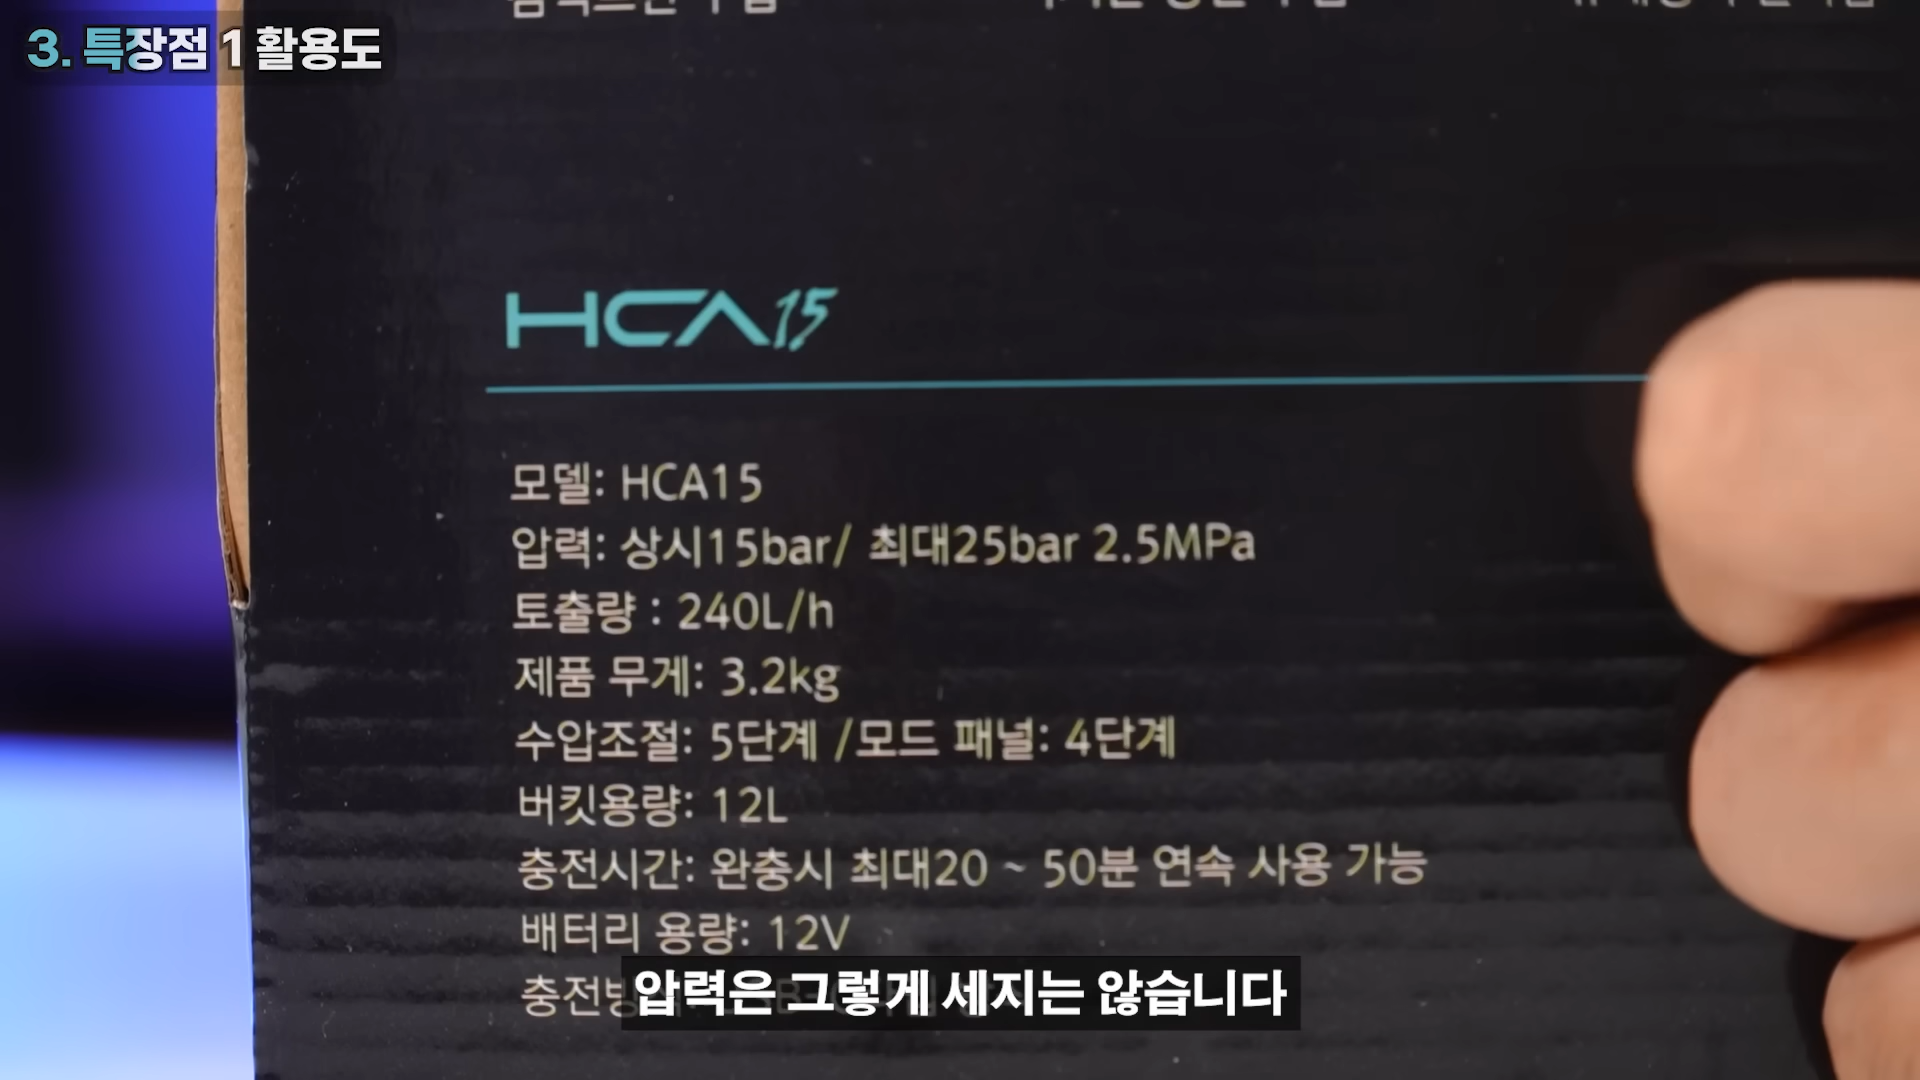 3. 특장점 1 활용도
HCA15
모델: HCA15
압력: 상시15bar/ 최대25bar 2.5MPa
토출량 : 240L/h
제품 무게: 3.2kg
수압조절: 5단계 /모드 패널: 4단계
버킷용량: 12L
충전시간: 완충시 최대20 ~ 50분 연속 사용 가능
배터리 용량: 12V
압력은 그렇게 세지는 않습니다